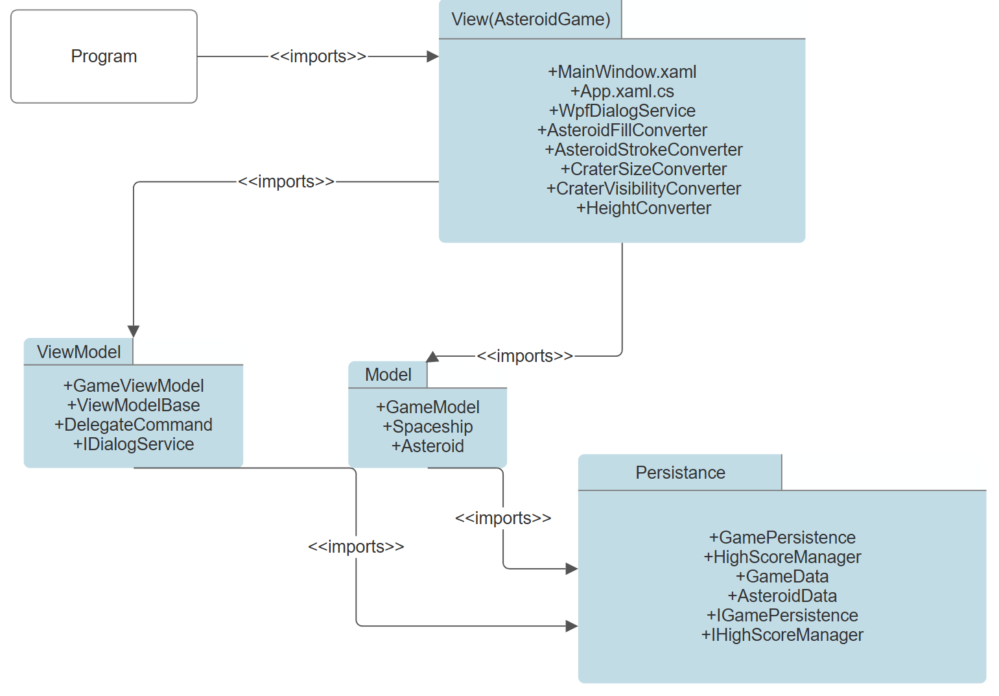 Program
<<imports>>
View(AsteroidGame)
+MainWindow.xaml
+App.xaml.cs
+WpfDialogService
+AsteroidFillConverter
+AsteroidStrokeConverter
+CraterSizeConverter
+CraterVisibilityConverter
+HeightConverter
<<imports>>
<<imports>>
ViewModel
+GameViewModel
+ViewModelBase
+DelegateCommand
+IDialogService
Model
+GameModel
+Spaceship
+Asteroid
<<imports>>
<<imports>>
Persistance
+GamePersistence
+HighScoreManager
+GameData
+AsteroidData
+IGamePersistence
+IHighScoreManager